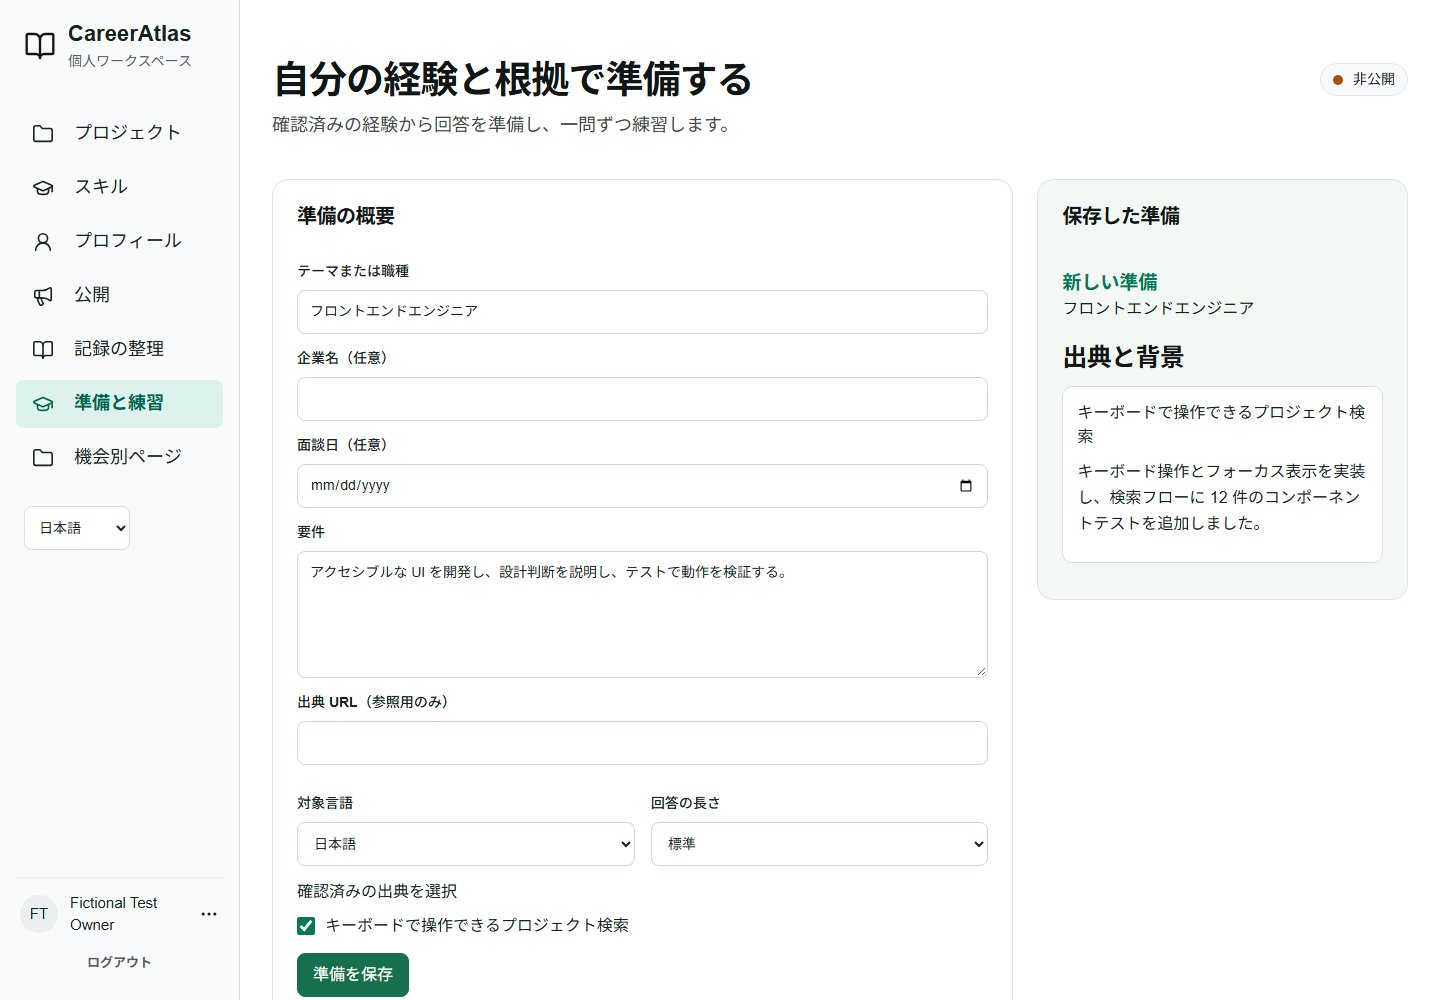 CareerAtlas
個人ワークスペース
プロジェクト
スキル
プロフィール
公開
記録の整理
準備と練習
機会別ページ
日本語
FT
Fictional Test
Owner
ログアウト
自分の経験と根拠で準備する
確認済みの経験から回答を準備し、一問ずつ練習します。
非公開
準備の概要
テーマまたは職種
フロントエンドエンジニア
企業名（任意）
面談日（任意）
mm/dd/yyyy
要件
アクセシブルな UI を開発し、設計判断を説明し、テストで動作を検証する。
出典 URL（参照用のみ）
対象言語
回答の長さ
日本語
標準
確認済みの出典を選択
キーボードで操作できるプロジェクト検索
準備を保存
保存した準備
新しい準備
フロントエンドエンジニア
出典と背景
キーボードで操作できるプロジェクト検
索
キーボード操作とフォーカス表示を実装
し、検索フローに 12 件のコンポーネン
トテストを追加しました。